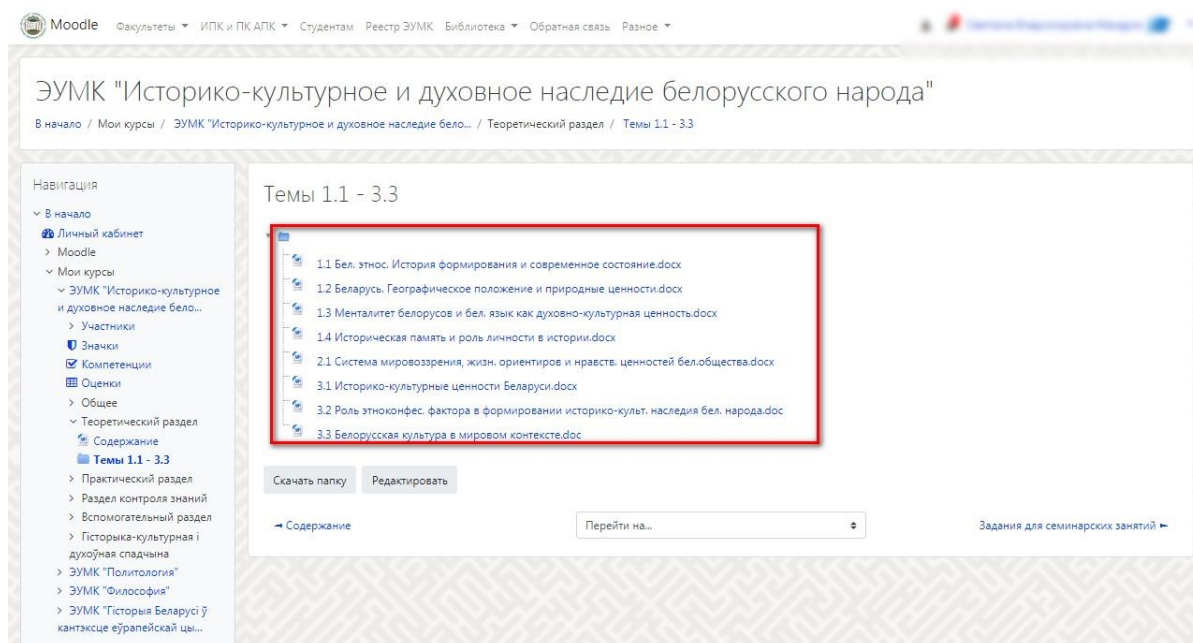 Moodle Факультеты ИПК и ПК АПК Студентам Реестр ЭУМК Библиотека Обратная связь Разное
ЭУМК "Историко-культурное и духовное наследие белорусского народа"
В начало / Мои курсы / ЭУМК "Историко-культурное и духовное наследие бело... / Теоретический раздел / Темы 1.1 - 3.3
Навигация
В начало
Личный кабинет
Moodle
Мои курсы
ЭУМК "Историко-культурное
и духовное наследие бело...
Участники
Значки
Компетенции
Оценки
Общее
Теоретический раздел
Содержание
Темы 1.1 - 3.3
Практический раздел
Раздел контроля знаний
Вспомогательный раздел
Гісторыка-культурная і
духоўная спадчына
ЭУМК "Политология"
ЭУМК "Философия"
ЭУМК "Гісторыя Беларусі ў
кантэксце еўрапейскай цы...
Темы 1.1 - 3.3
1.1 Бел. этнос. История формирования и современное состояние.docx
1.2 Беларусь. Географическое положение и природные ценности.docx
1.3 Менталитет белорусов и бел. язык как духовно-культурная ценность.docx
1.4 Историческая память и роль личности в истории.docx
2.1 Система мировоззрения, жизн. ориентиров и нравств. ценностей бел.общества.docx
3.1 Историко-культурные ценности Беларуси.docx
3.2 Роль этноконфес. фактора в формировании историко-культ. наследия бел. народа.doc
3.3 Белорусская культура в мировом контексте.doc
Скачать папку Редактировать
◄ Содержание Перейти на... Задания для семинарских занятий ►